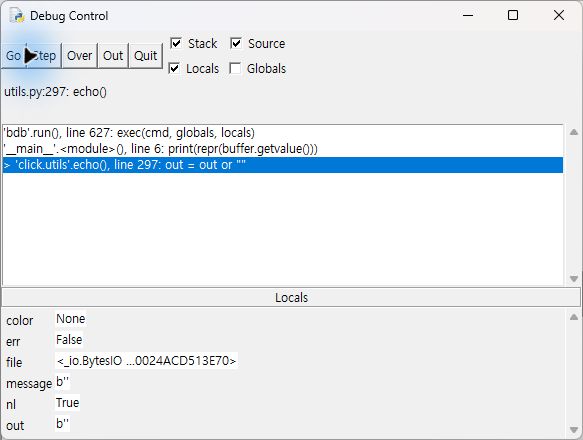 Debug Control
Go Step Over Out Quit
Stack Source
Locals Globals
utils.py:297: echo()
'bdb'.run(), line 627: exec(cmd, globals, locals)
'__main__'.<module>(), line 6: print(repr(buffer.getvalue()))
> 'click.utils'.echo(), line 297: out = out or ""
Locals
color None
err False
file <_io.BytesIO ...0024ACD513E70>
message b''
nl True
out b''